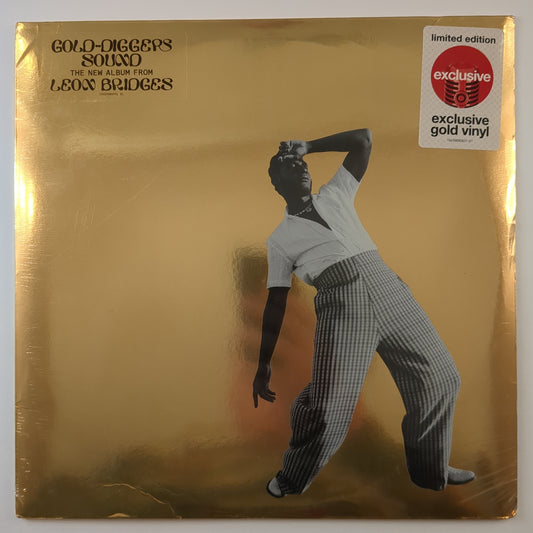 GOLD-DIGGERS
SOUND
THE NEW ALBUM FROM
LEON BRIDGES
limited edition
exclusive
exclusive
gold vinyl